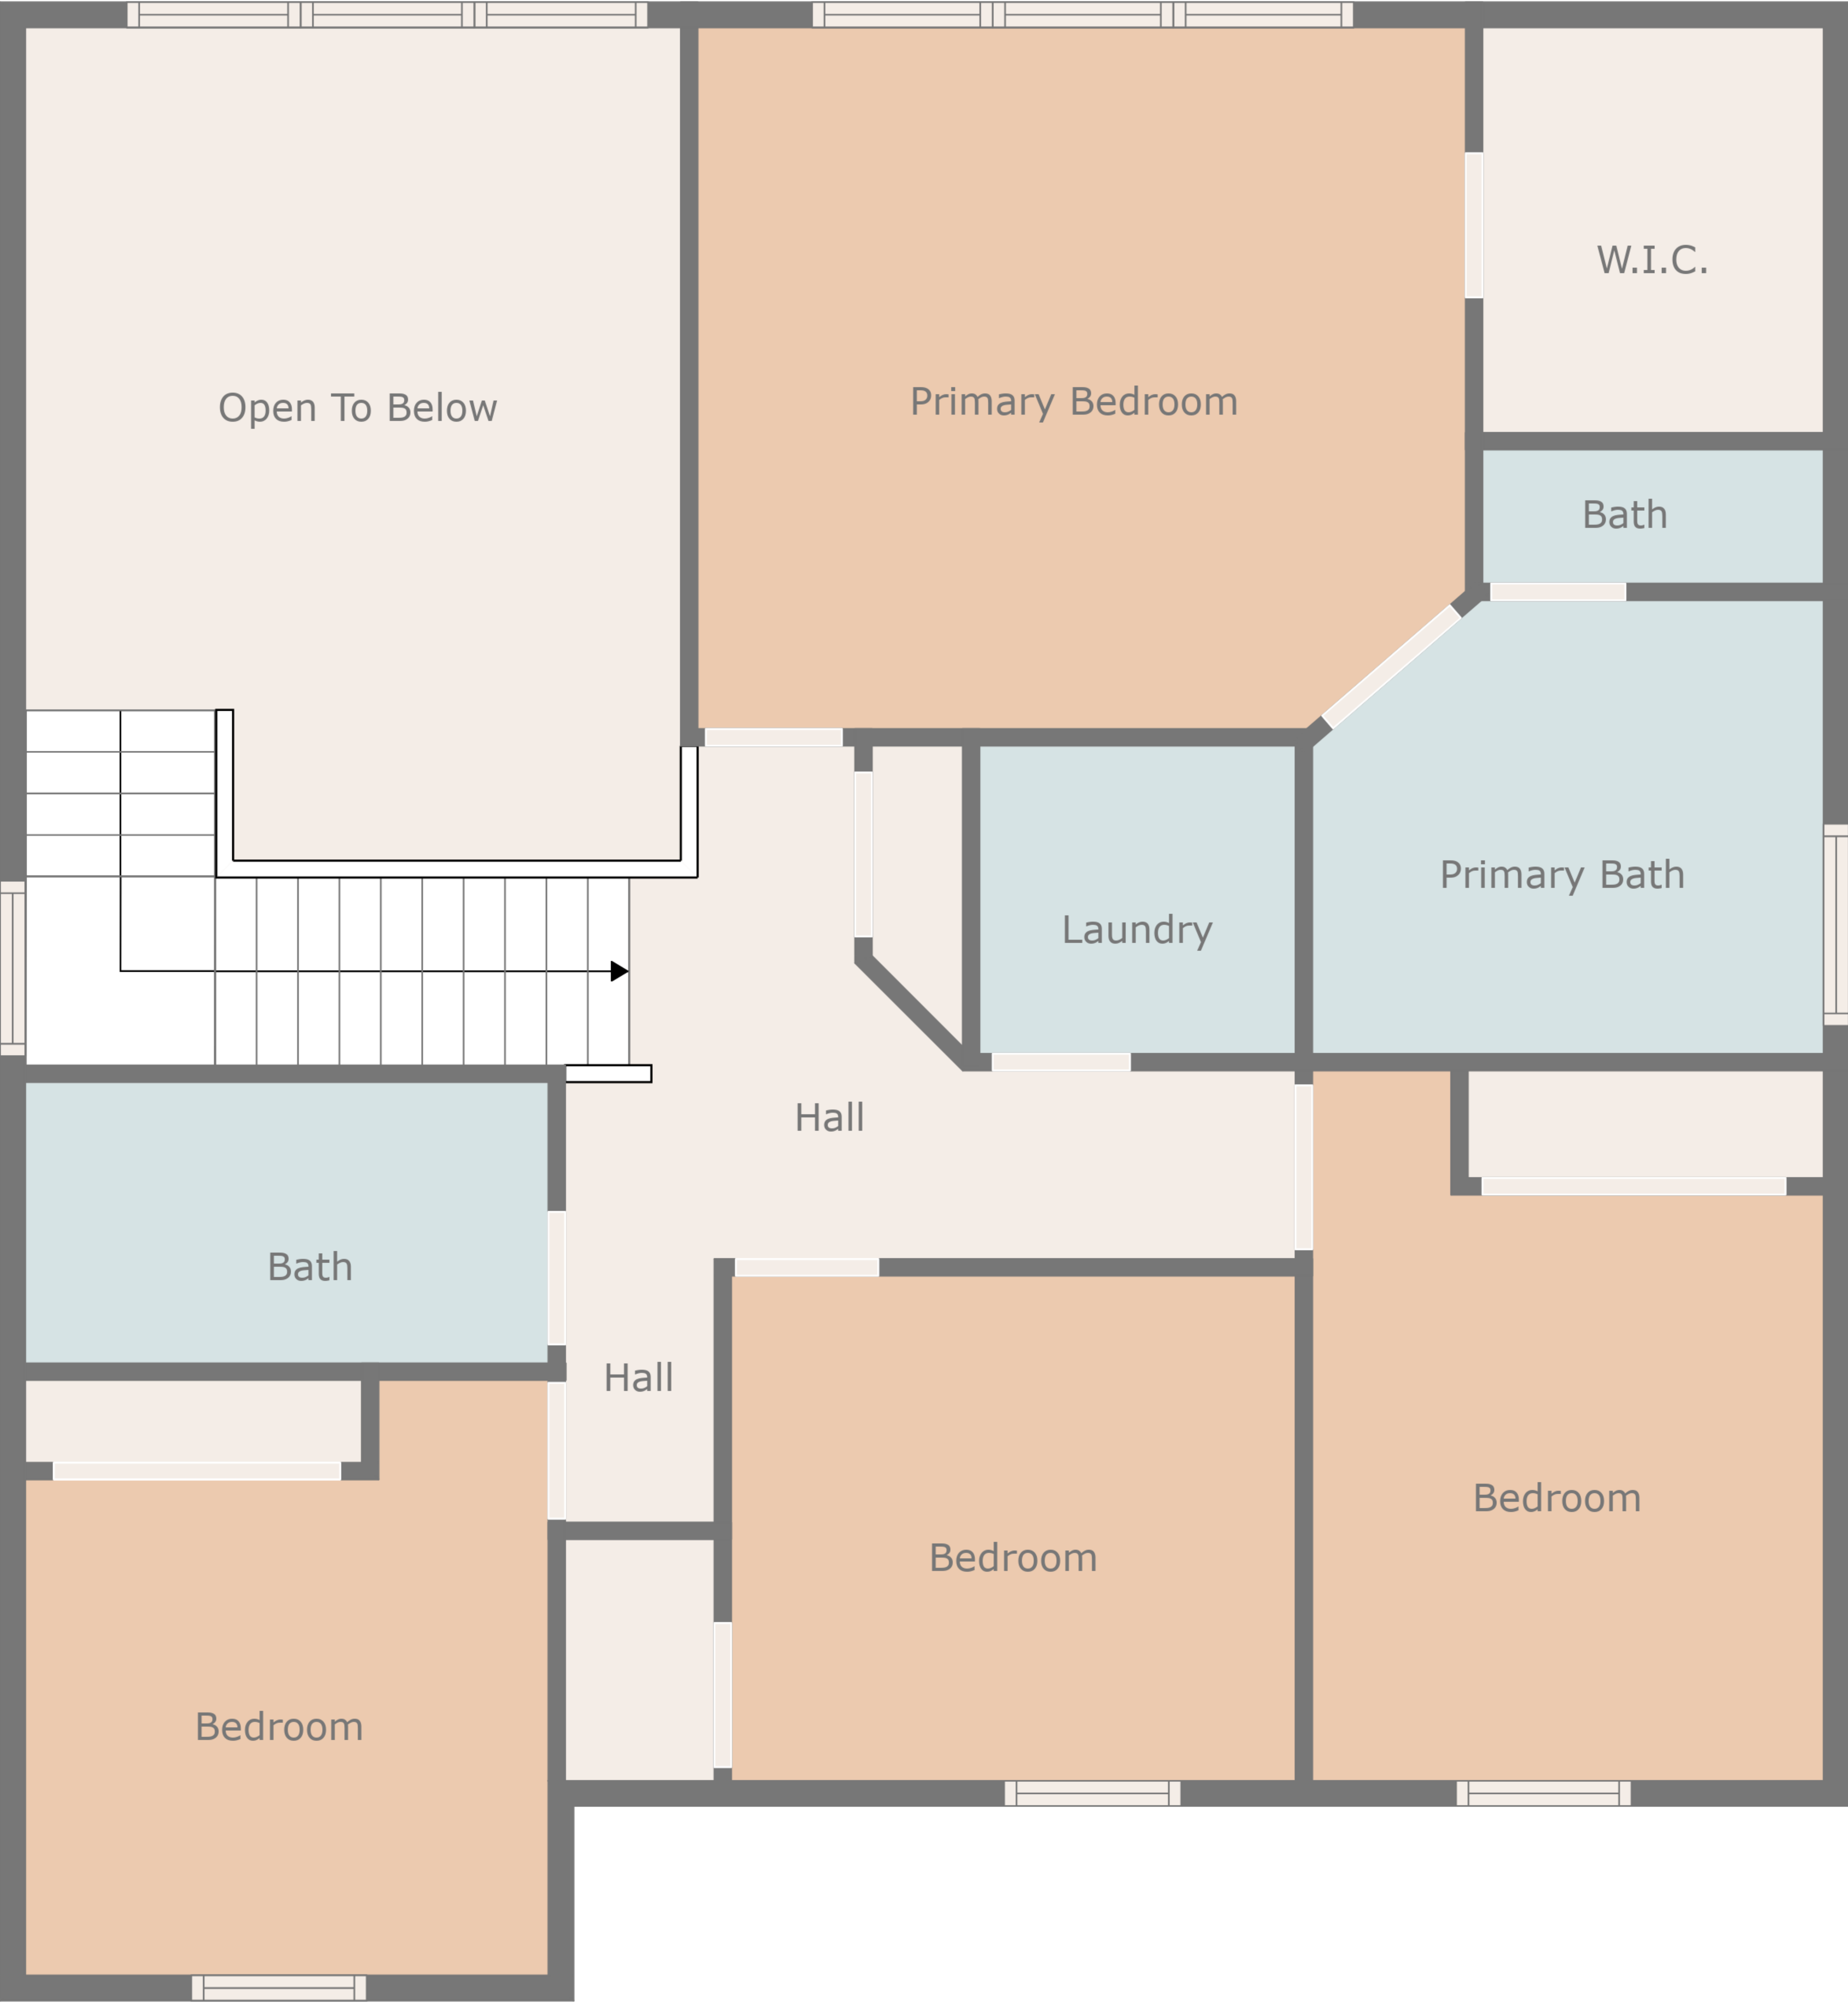 W.I.C.
Open To Below
Primary Bedroom
Bath
Primary Bath
Laundry
Hall
Bath
Hall
Bedroom
Bedroom
Bedroom